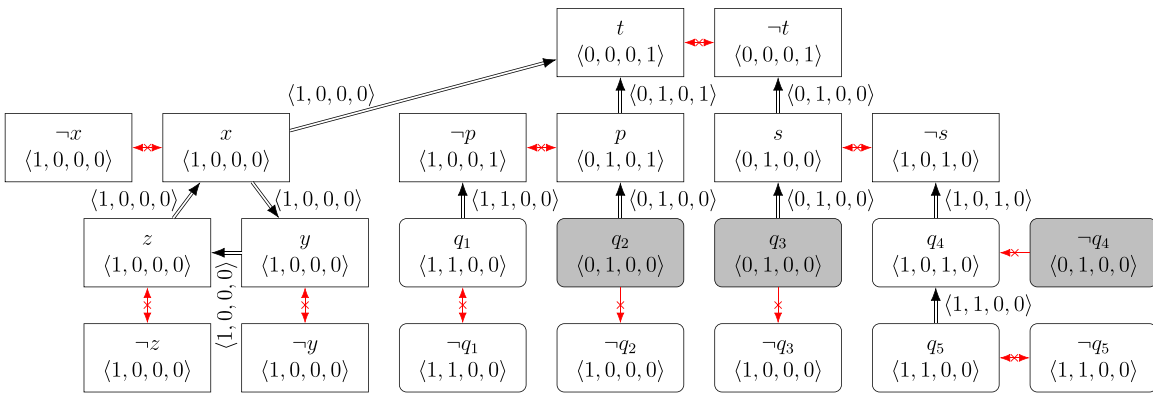 t
⟨0, 0, 0, 1⟩
¬t
⟨0, 0, 0, 1⟩
⟨1, 0, 0, 0⟩
⟨0, 1, 0, 1⟩
⟨0, 1, 0, 0⟩
¬x
⟨1, 0, 0, 0⟩
x
⟨1, 0, 0, 0⟩
¬p
⟨1, 0, 0, 1⟩
p
⟨0, 1, 0, 1⟩
s
⟨0, 1, 0, 0⟩
¬s
⟨1, 0, 1, 0⟩
⟨1, 0, 0, 0⟩
⟨1, 0, 0, 0⟩
⟨1, 1, 0, 0⟩
⟨0, 1, 0, 0⟩
⟨0, 1, 0, 0⟩
⟨1, 0, 1, 0⟩
z
⟨1, 0, 0, 0⟩
y
⟨1, 0, 0, 0⟩
q₁
⟨1, 1, 0, 0⟩
q₂
⟨0, 1, 0, 0⟩
q₃
⟨0, 1, 0, 0⟩
q₄
⟨1, 0, 1, 0⟩
¬q₄
⟨0, 1, 0, 0⟩
⟨1, 0, 0, 0⟩
⟨1, 1, 0, 0⟩
¬z
⟨1, 0, 0, 0⟩
¬y
⟨1, 0, 0, 0⟩
¬q₁
⟨1, 1, 0, 0⟩
¬q₂
⟨1, 0, 0, 0⟩
¬q₃
⟨1, 0, 0, 0⟩
q₅
⟨1, 1, 0, 0⟩
¬q₅
⟨1, 1, 0, 0⟩